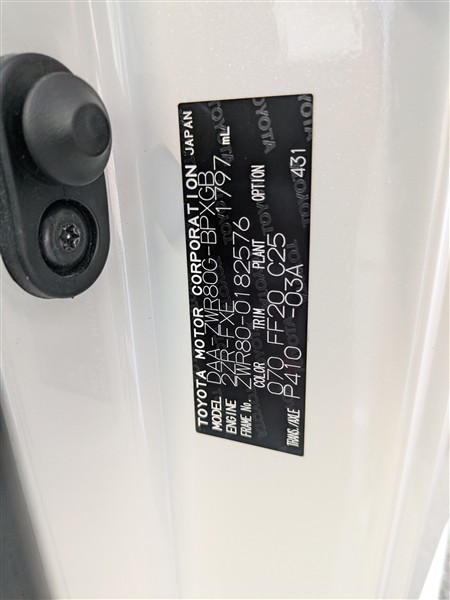 TOYOTA MOTOR CORPORATION JAPAN
MODEL DAA-ZWR80G-BPXGB
ENGINE 2ZR-FXE 1797 mL
FRAME No. ZWR80-0182576
COLOR TRIM PLANT OPTION
070 FF20 C25
TRANS./AXLE P410 -03A 431